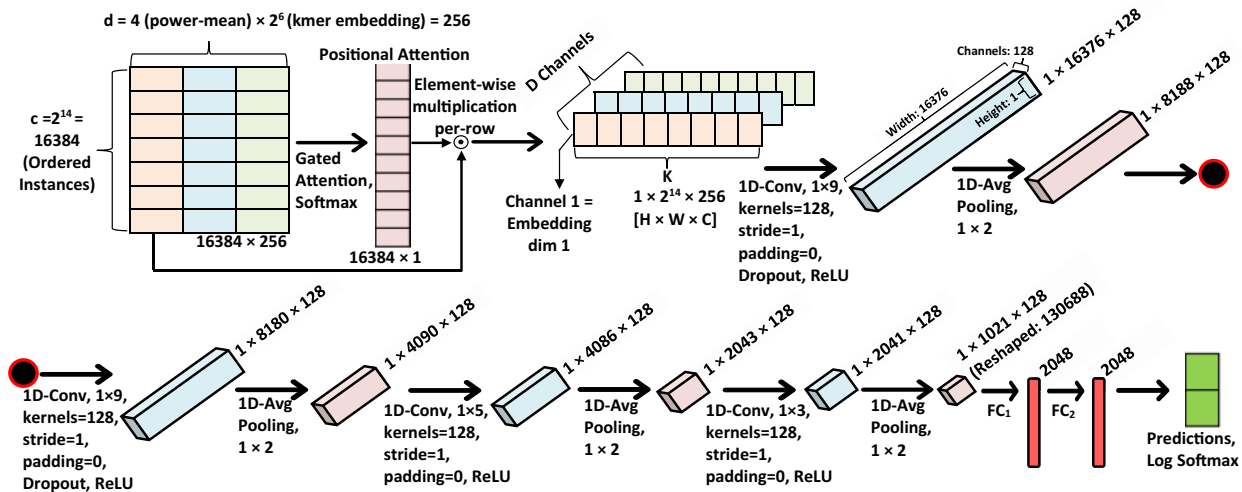 d = 4 (power-mean) × 2⁶ (kmer embedding) = 256
c =2¹⁴ =
16384
(Ordered
Instances)
16384 × 256
Gated
Attention,
Softmax
Positional Attention
16384 × 1
Element-wise
multiplication
per-row
D Channels
K
1 × 2¹⁴ × 256
[H × W × C]
Channel 1 =
Embedding
dim 1
1D-Conv, 1×9,
kernels=128,
stride=1,
padding=0,
Dropout, ReLU
Width: 16376
Channels: 128
Height: 1
1 × 16376 × 128
1D-Avg
Pooling,
1 × 2
1 × 8188 × 128
1D-Conv, 1×9,
kernels=128,
stride=1,
padding=0,
Dropout, ReLU
1 × 8180 × 128
1D-Avg
Pooling,
1 × 2
1 × 4090 × 128
1D-Conv, 1×5,
kernels=128,
stride=1,
padding=0, ReLU
1 × 4086 × 128
1D-Avg
Pooling,
1 × 2
1 × 2043 × 128
1D-Conv, 1×3,
kernels=128,
stride=1,
padding=0, ReLU
1 × 2041 × 128
1D-Avg
Pooling,
1 × 2
1 × 1021 × 128
(Reshaped: 130688)
FC₁
2048
FC₂
2048
Predictions,
Log Softmax